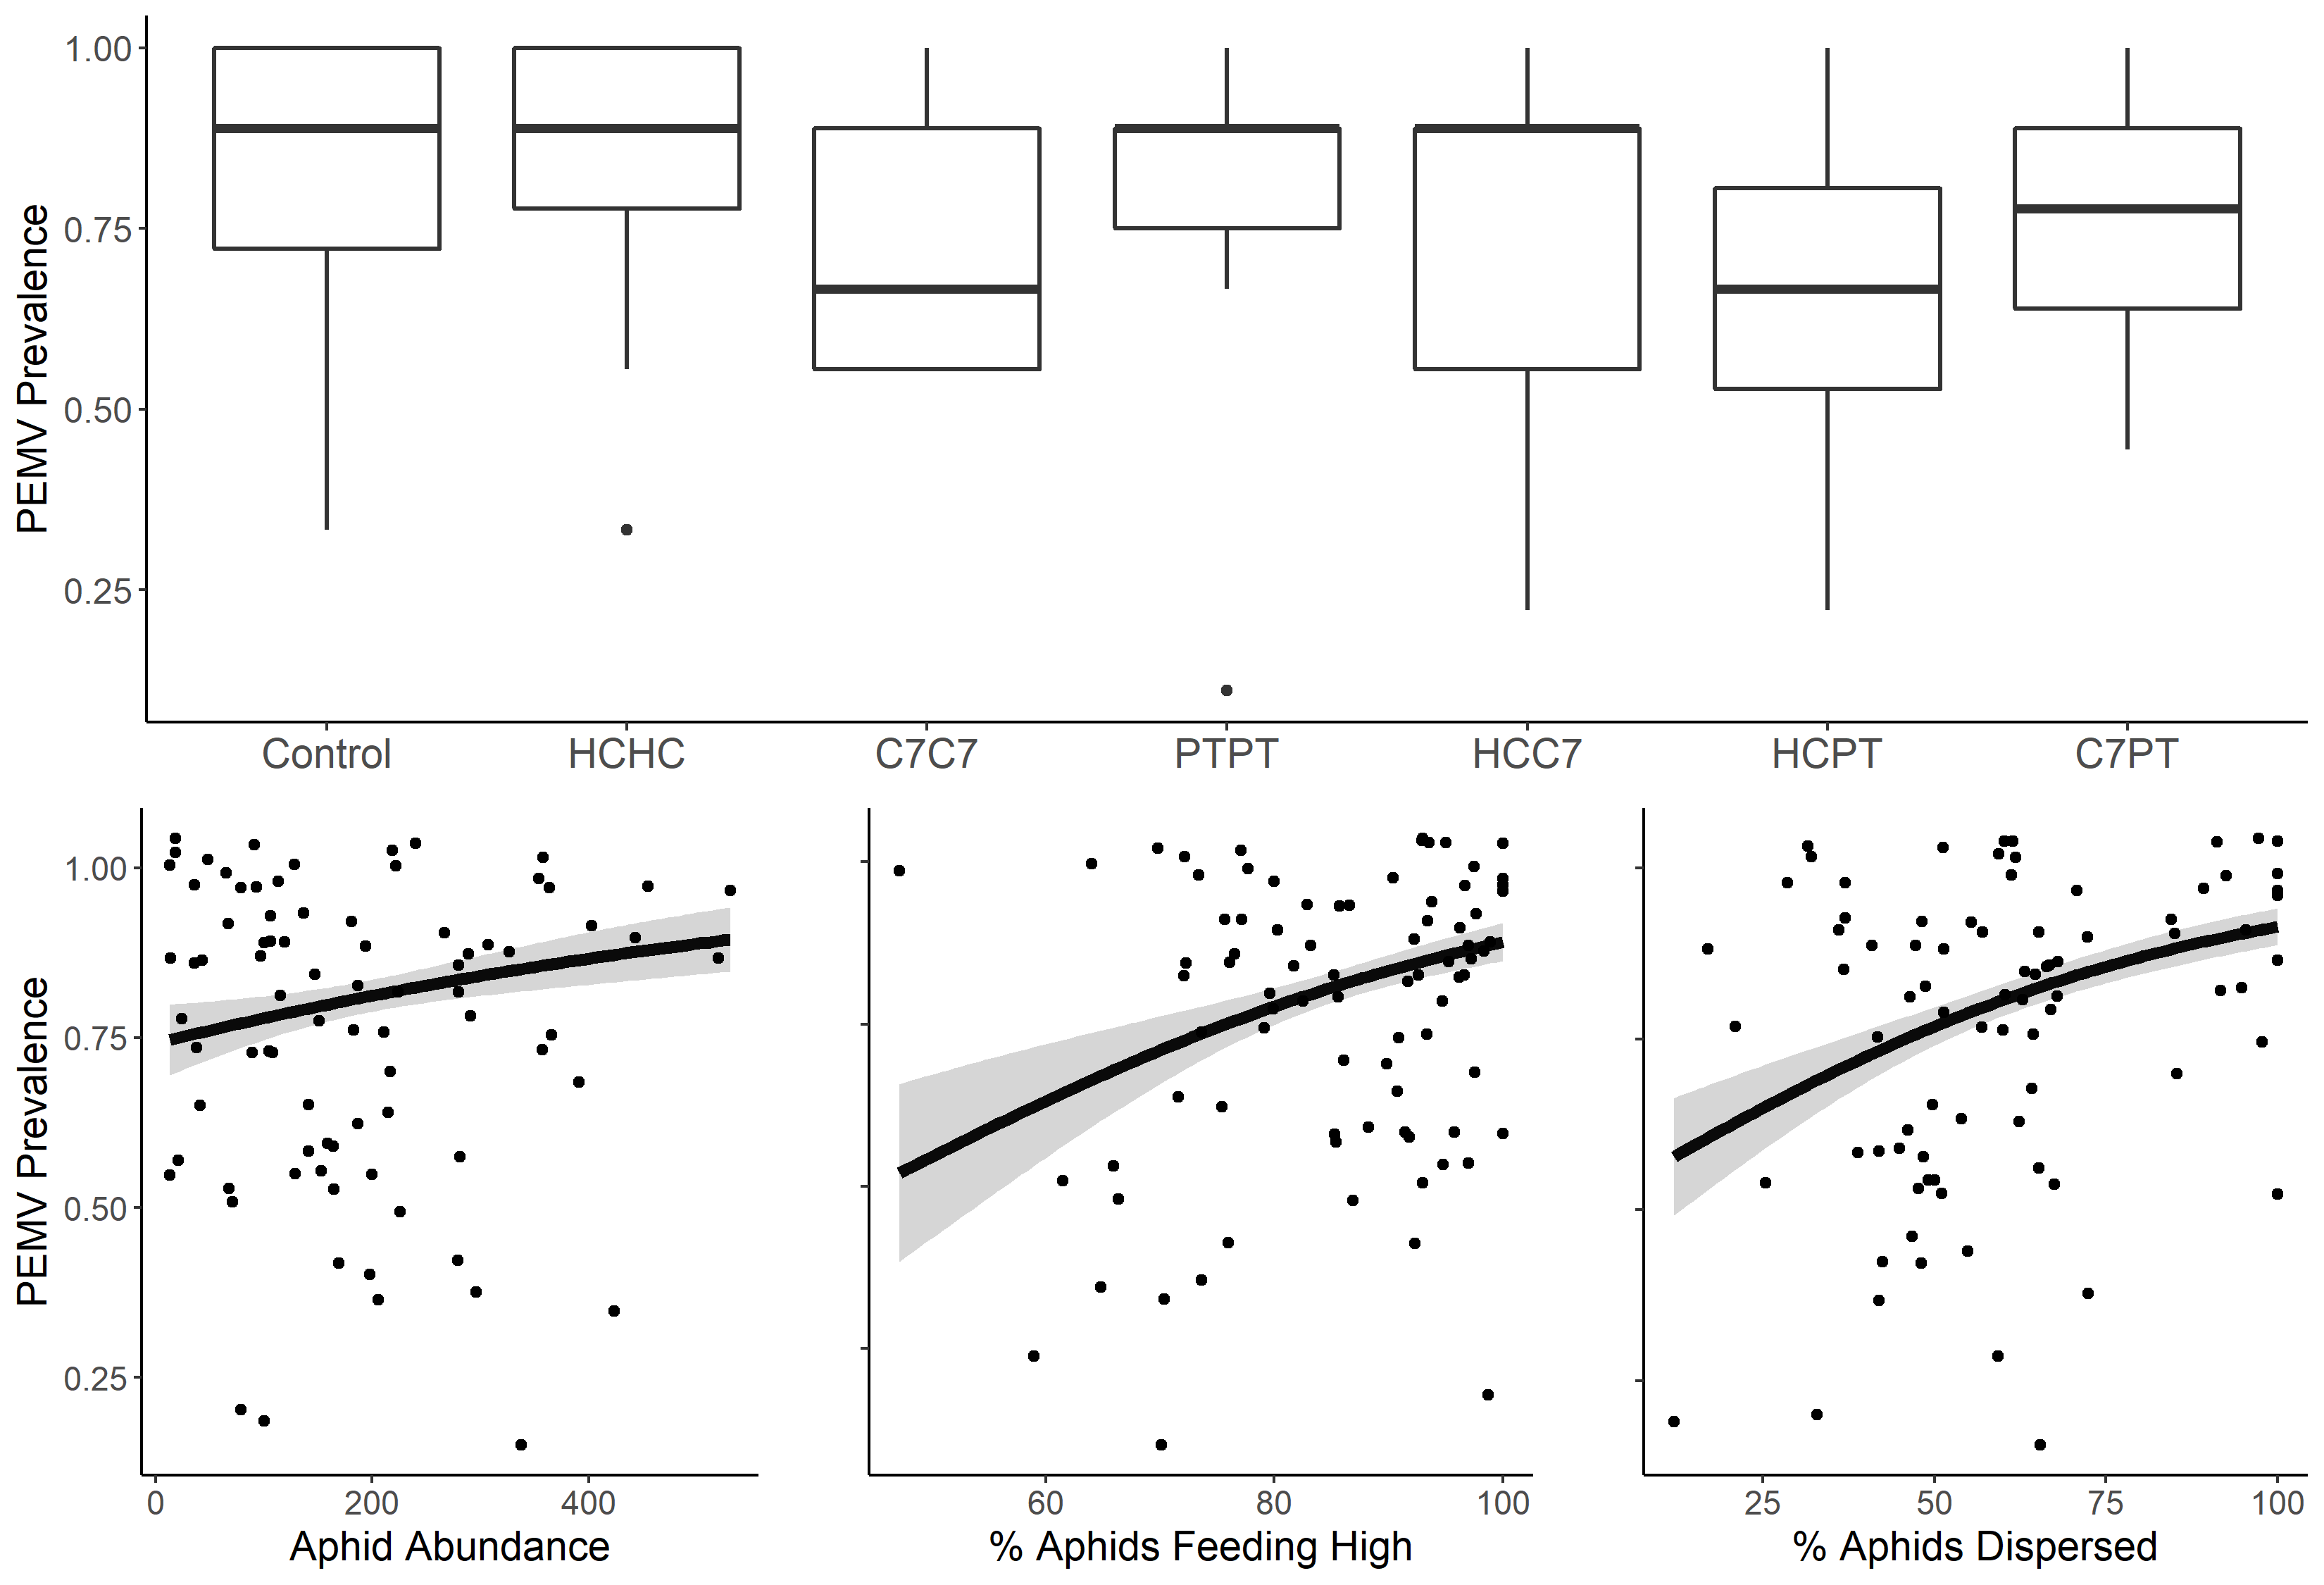 PEMV Prevalence
1.00
0.75
0.50
0.25
Control HCHC C7C7 PTPT HCC7 HCPT C7PT
PEMV Prevalence
1.00
0.75
0.50
0.25
0 200 400
Aphid Abundance
60 80 100
% Aphids Feeding High
25 50 75 100
% Aphids Dispersed